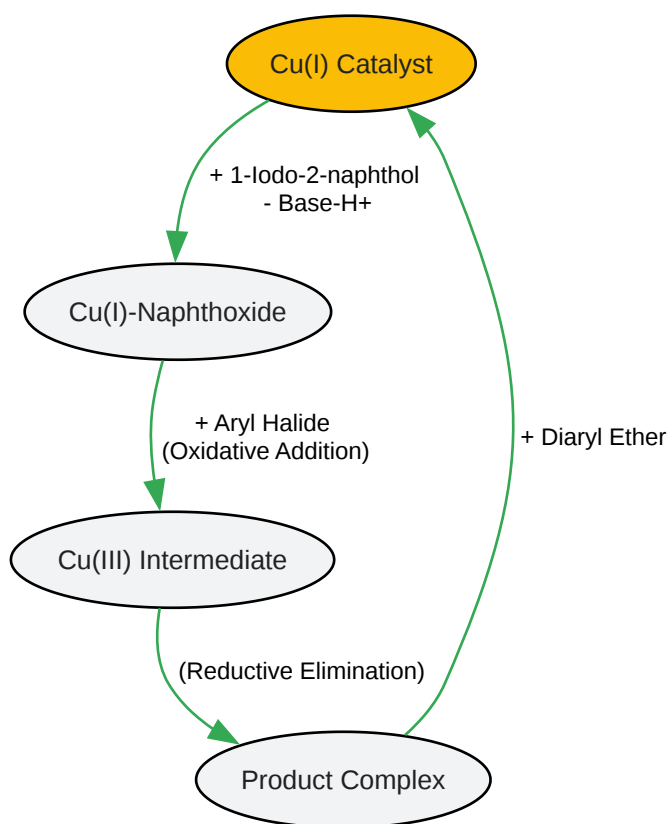 Cu(I) Catalyst
+ 1-Iodo-2-naphthol
- Base-H+
Cu(I)-Naphthoxide
+ Aryl Halide
(Oxidative Addition)
+ Diaryl Ether
Cu(III) Intermediate
(Reductive Elimination)
Product Complex